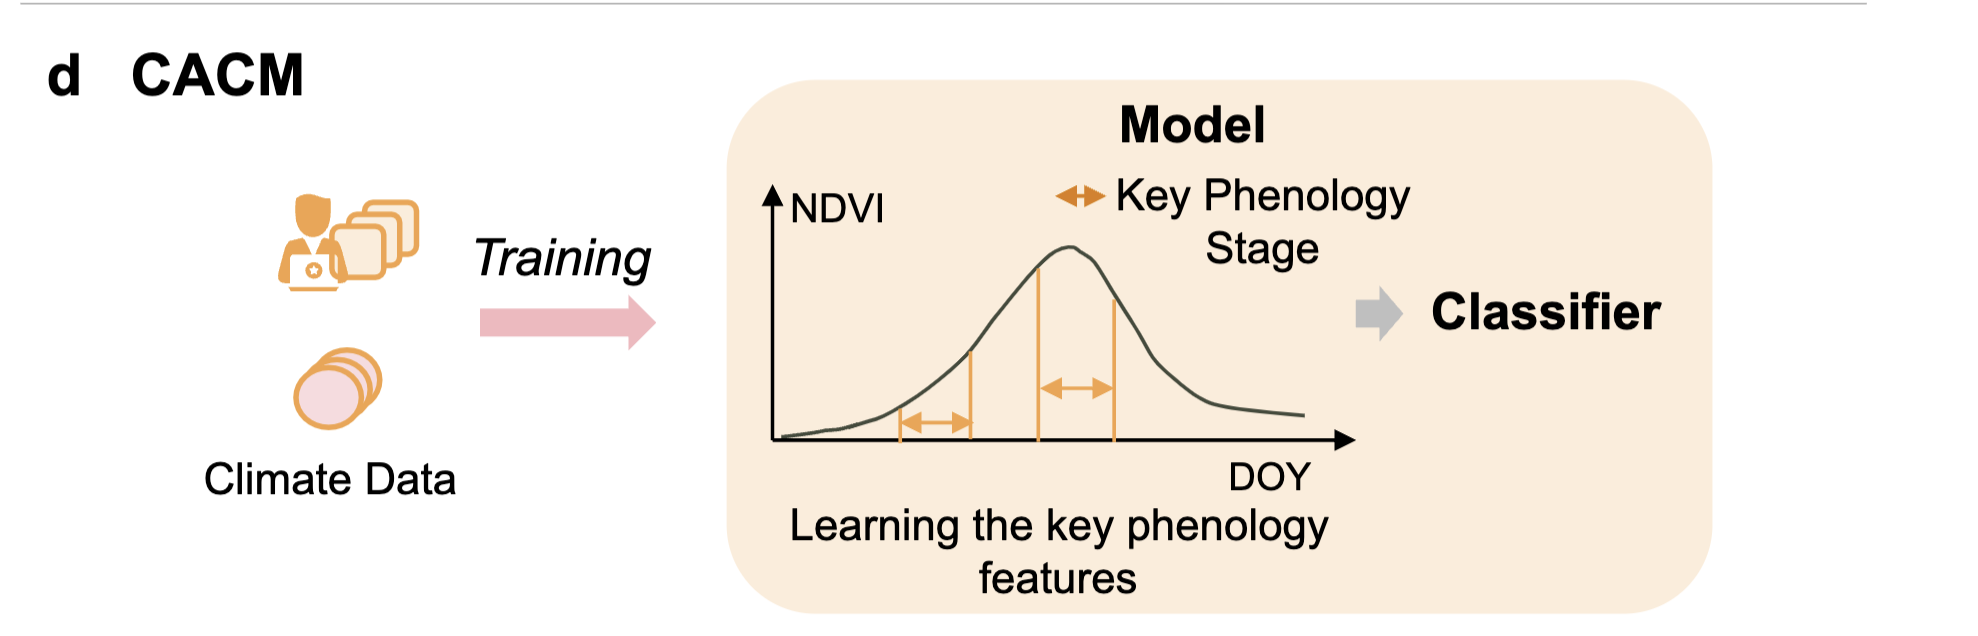 d CACM
Model
Key Phenology
Stage
NDVI
Training
Classifier
Climate Data
DOY
Learning the key phenology
features